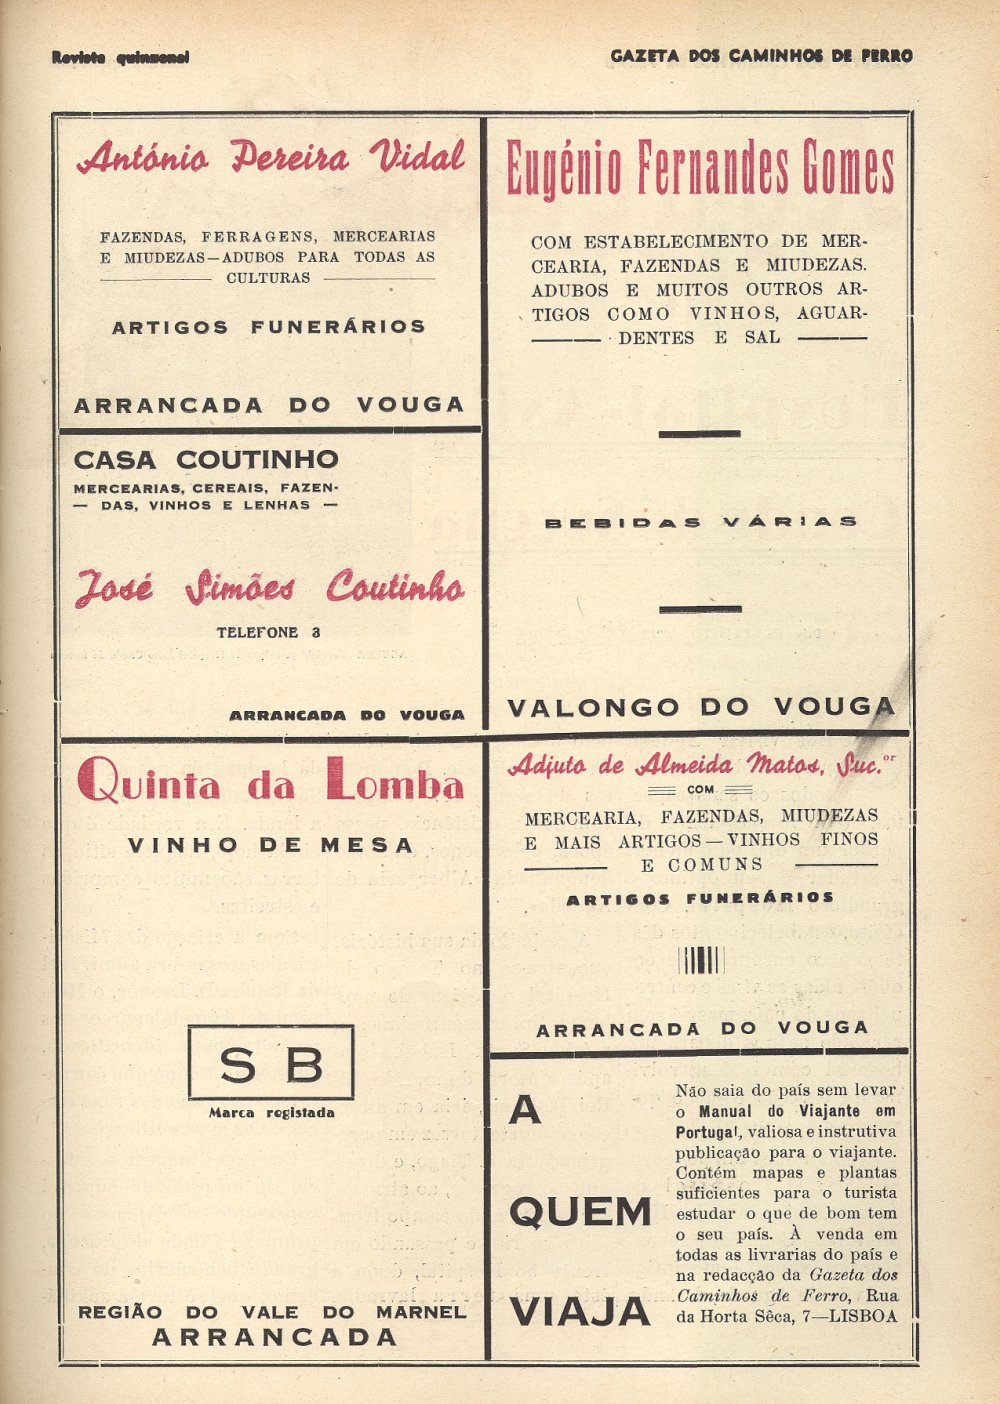 Revista quinzenal
GAZETA DOS CAMINHOS DE FERRO
António Pereira Vidal
FAZENDAS, FERRAGENS, MERCEARIAS
E MIUDEZAS—ADUBOS PARA TODAS AS
CULTURAS
ARTIGOS FUNERÁRIOS
ARRANCADA DO VOUGA
CASA COUTINHO
MERCEARIAS, CEREAIS, FAZEN-
— DAS, VINHOS E LENHAS —
José Simões Coutinho
TELEFONE 3
ARRANCADA DO VOUGA
Eugénio Fernandes Gomes
COM ESTABELECIMENTO DE MER-
CEARIA, FAZENDAS E MIUDEZAS.
ADUBOS E MUITOS OUTROS AR-
TIGOS COMO VINHOS, AGUAR-
DENTES E SAL
BEBIDAS VÁRIAS
VALONGO DO VOUGA
Quinta da Lomba
VINHO DE MESA
S B
Marca registada
REGIÃO DO VALE DO MARNEL
ARRANCADA
Adjuto de Almeida Matos, Suc.or
COM
MERCEARIA, FAZENDAS, MIUDEZAS
E MAIS ARTIGOS—VINHOS FINOS
E COMUNS
ARTIGOS FUNERÁRIOS
ARRANCADA DO VOUGA
A
QUEM
VIAJA
Não saia do país sem levar
o Manual do Viajante em
Portugal, valiosa e instrutiva
publicação para o viajante.
Contém mapas e plantas
suficientes para o turista
estudar o que de bom tem
o seu país. À venda em
todas as livrarias do país e
na redacção da Gazeta dos
Caminhos de Ferro, Rua
da Horta Sêca, 7—LISBOA